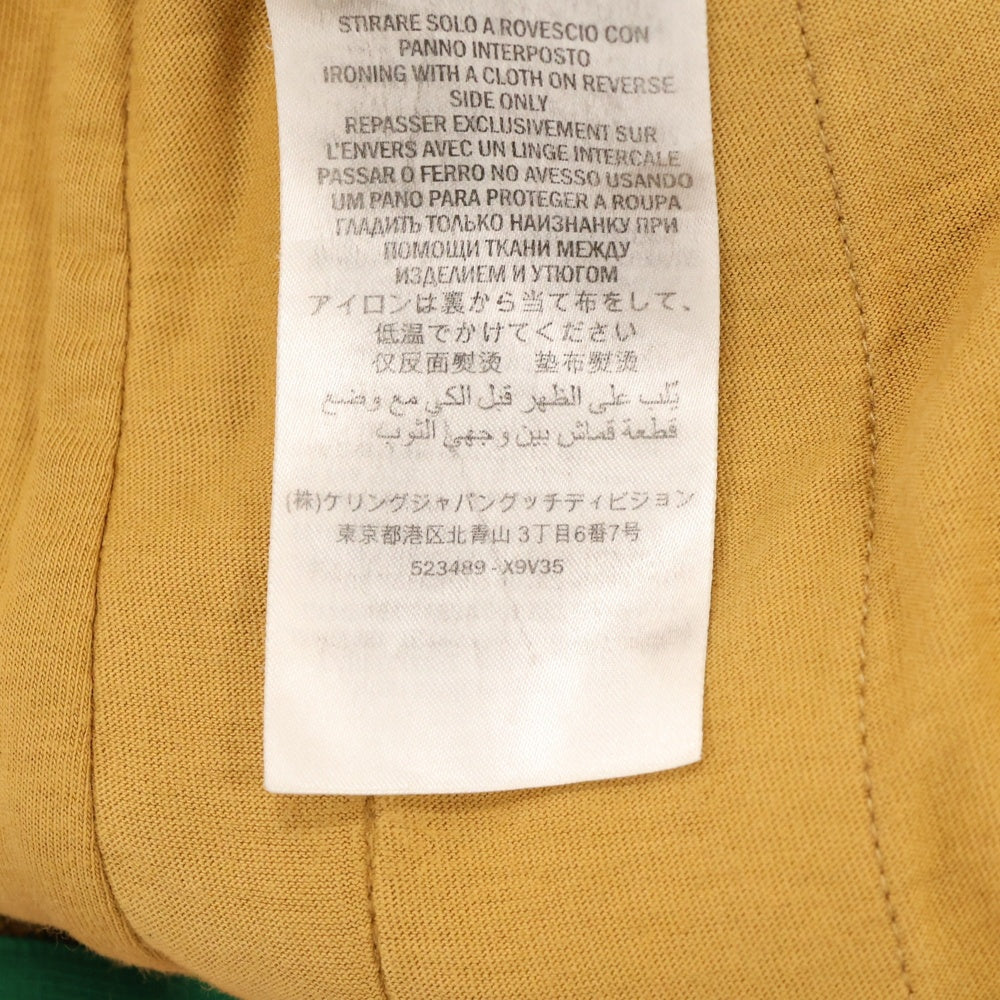 STIRARE SOLO A ROVESCIO CON
PANNO INTERPOSTO
IRONING WITH A CLOTH ON REVERSE
SIDE ONLY
REPASSER EXCLUSIVEMENT SUR
L'ENVERS AVEC UN LINGE INTERCALE
PASSAR O FERRO NO AVESSO USANDO
UM PANO PARA PROTEGER A ROUPA
ГЛАДИТЬ ТОЛЬКО НАИЗНАНКУ ПРИ
ПОМОЩИ ТКАНИ МЕЖДУ
ИЗДЕЛИЕМ И УТЮГОМ
アイロンは裏から当て布をして、
低温でかけてください
仅反面熨烫 垫布熨烫
على الظهر قبل الكي مع وضع
قطعة قماش بين وجهي الثوب
(株)ケリングジャパングッチディビジョン
東京都港区北青山 3丁目6番7号
523489 - X9V35